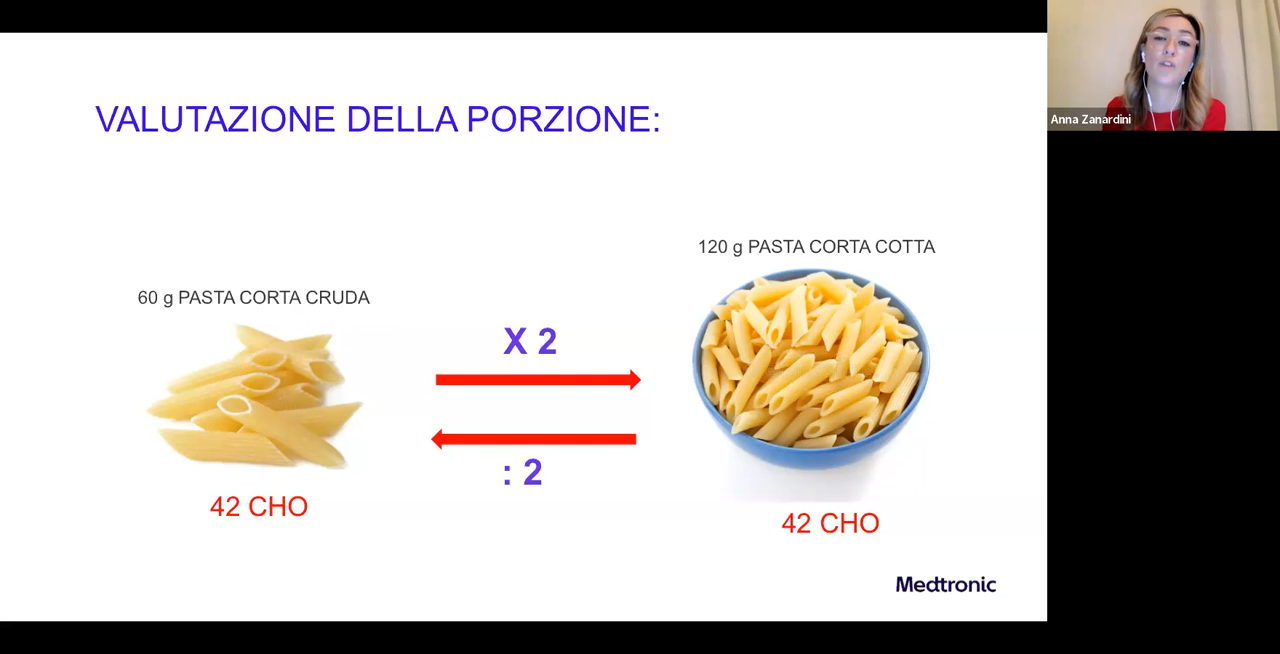 VALUTAZIONE DELLA PORZIONE:
60 g PASTA CORTA CRUDA
120 g PASTA CORTA COTTA
X 2
: 2
42 CHO
42 CHO
Medtronic
Anna Zanardini